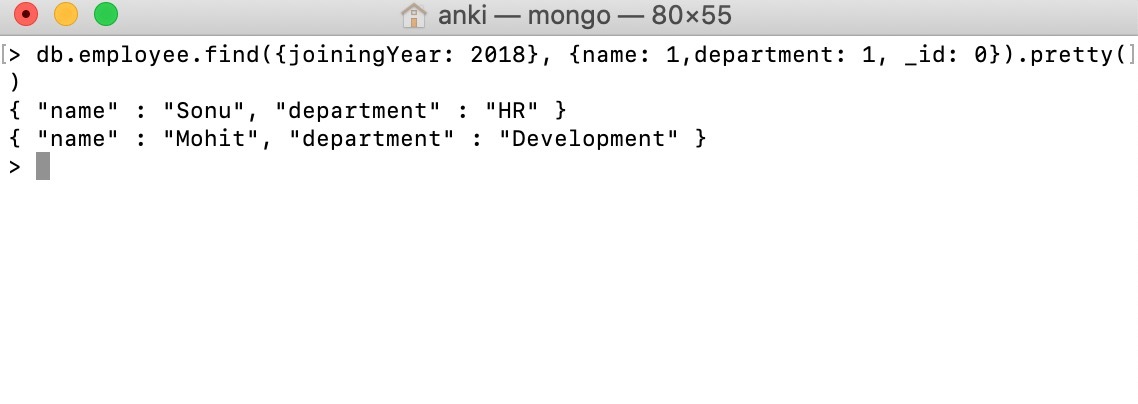 anki — mongo — 80×55
[> db.employee.find({joiningYear: 2018}, {name: 1,department: 1, _id: 0}).pretty(]
)
{ "name" : "Sonu", "department" : "HR" }
{ "name" : "Mohit", "department" : "Development" }
>